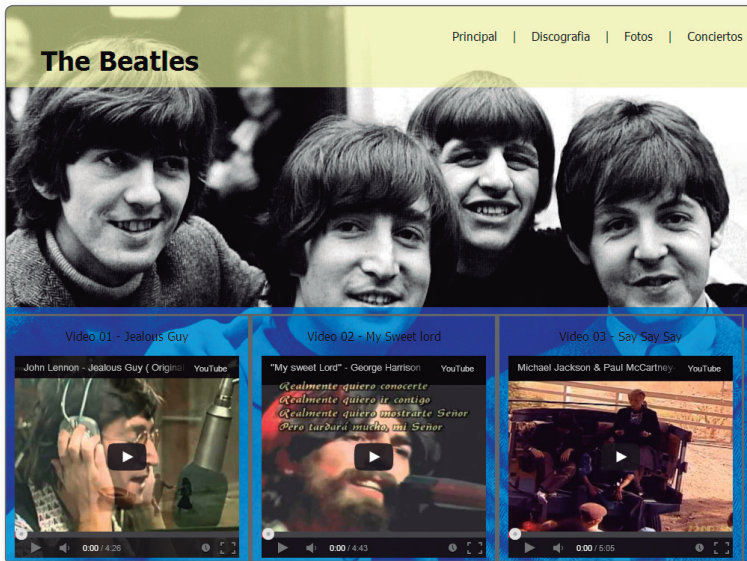 Principal | Discografia | Fotos | Conciertos
The Beatles
Video 01 - Jealous Guy
John Lennon - Jealous Guy ( Original
YouTube
0:00 / 4:26
Video 02 - My Sweet lord
"My sweet Lord" - George Harrison
YouTube
Realmente quiero conocerte
Realmente quiero ir contigo
Realmente quiero mostrarte Señor
Pero tardará mucho, mi Señor
0:00 / 4:43
Video 03 - Say Say Say
Michael Jackson & Paul McCartney-
YouTube
0:00 / 5:05